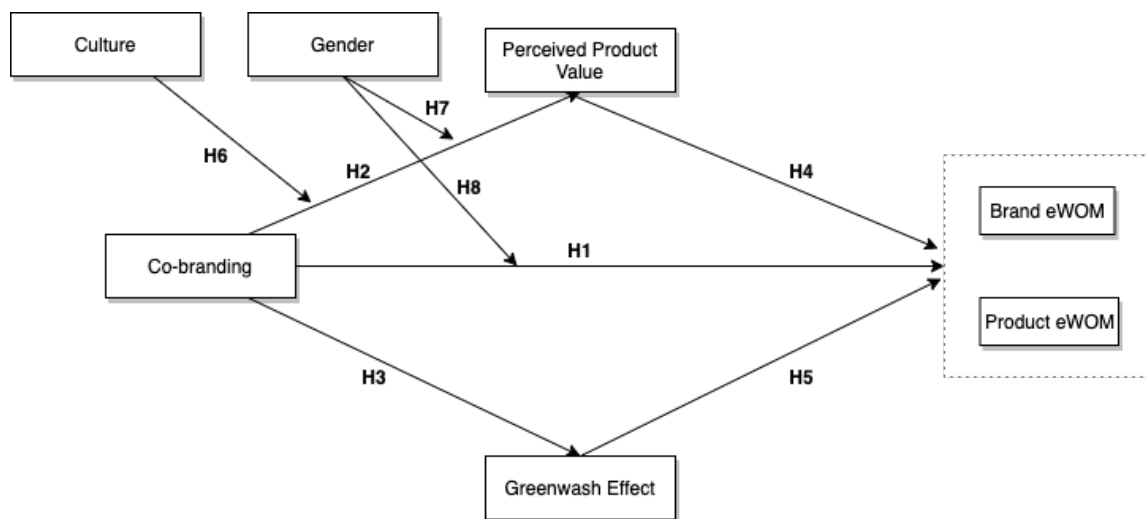 Culture
Gender
Perceived Product
Value
H7
H6
H2
H8
H4
Brand eWOM
Co-branding
H1
Product eWOM
H3
H5
Greenwash Effect